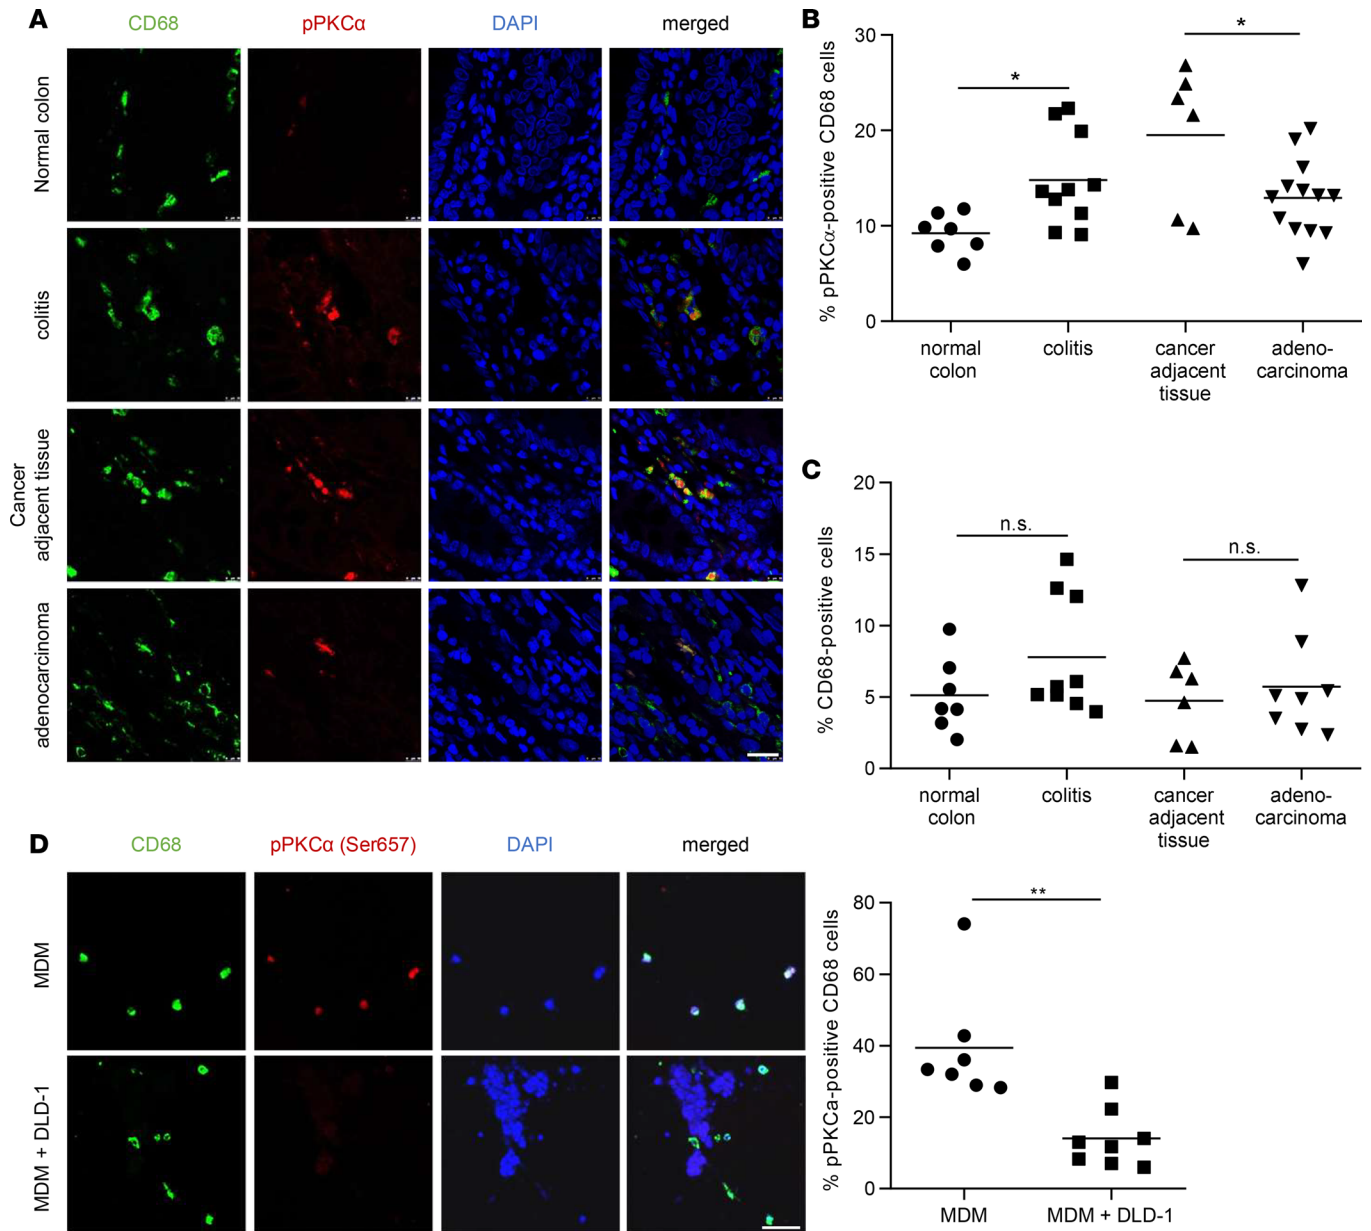 A
CD68
pPKCα
DAPI
merged
Normal colon
colitis
Cancer
adjacent tissue
adenocarcinoma
B
% pPKCα-positive CD68 cells
30
20
10
0
*
*
normal
colon
colitis
cancer
adjacent
tissue
adeno-
carcinoma
C
% CD68-positive cells
20
15
10
5
0
n.s.
n.s.
normal
colon
colitis
cancer
adjacent
tissue
adeno-
carcinoma
D
CD68
pPKCα (Ser657)
DAPI
merged
MDM
MDM + DLD-1
% pPKCa-positive CD68 cells
80
60
40
20
0
**
MDM
MDM + DLD-1